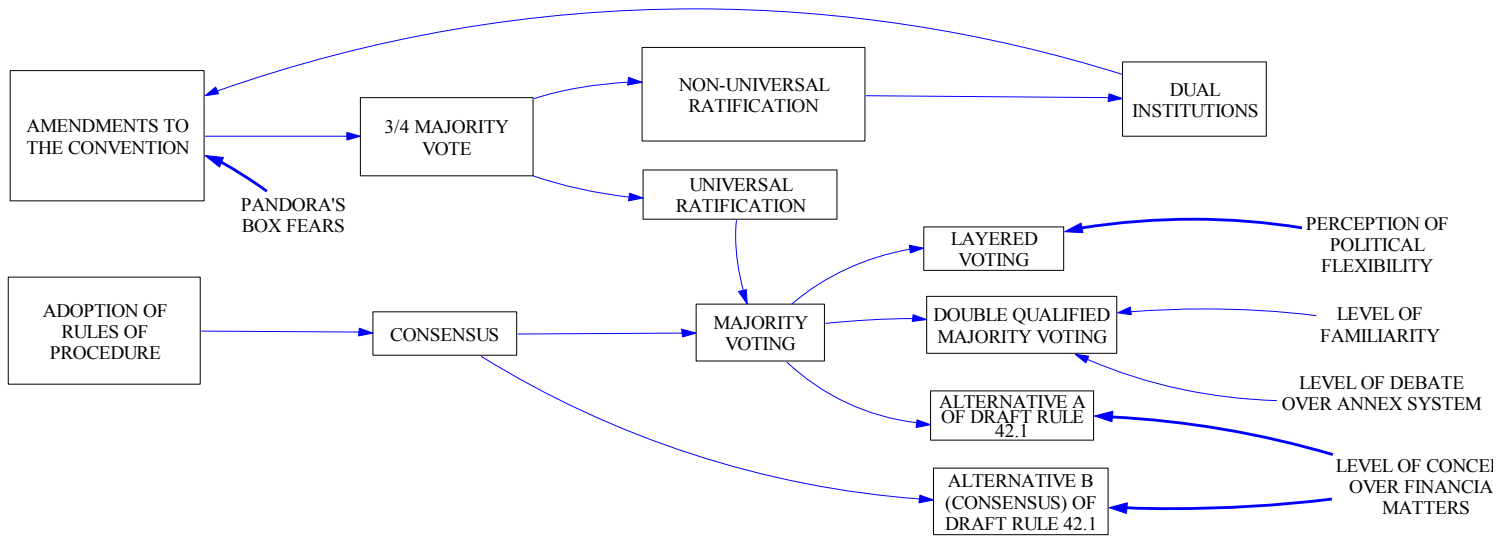 AMENDMENTS TO
THE CONVENTION
3/4 MAJORITY
VOTE
NON-UNIVERSAL
RATIFICATION
DUAL
INSTITUTIONS
PANDORA'S
BOX FEARS
UNIVERSAL
RATIFICATION
LAYERED
VOTING
PERCEPTION OF
POLITICAL
FLEXIBILITY
ADOPTION OF
RULES OF
PROCEDURE
CONSENSUS
MAJORITY
VOTING
DOUBLE QUALIFIED
MAJORITY VOTING
LEVEL OF
FAMILIARITY
LEVEL OF DEBATE
OVER ANNEX SYSTEM
ALTERNATIVE A
OF DRAFT RULE
42.1
ALTERNATIVE B
(CONSENSUS) OF
DRAFT RULE 42.1
LEVEL OF
OVER
MATTERS